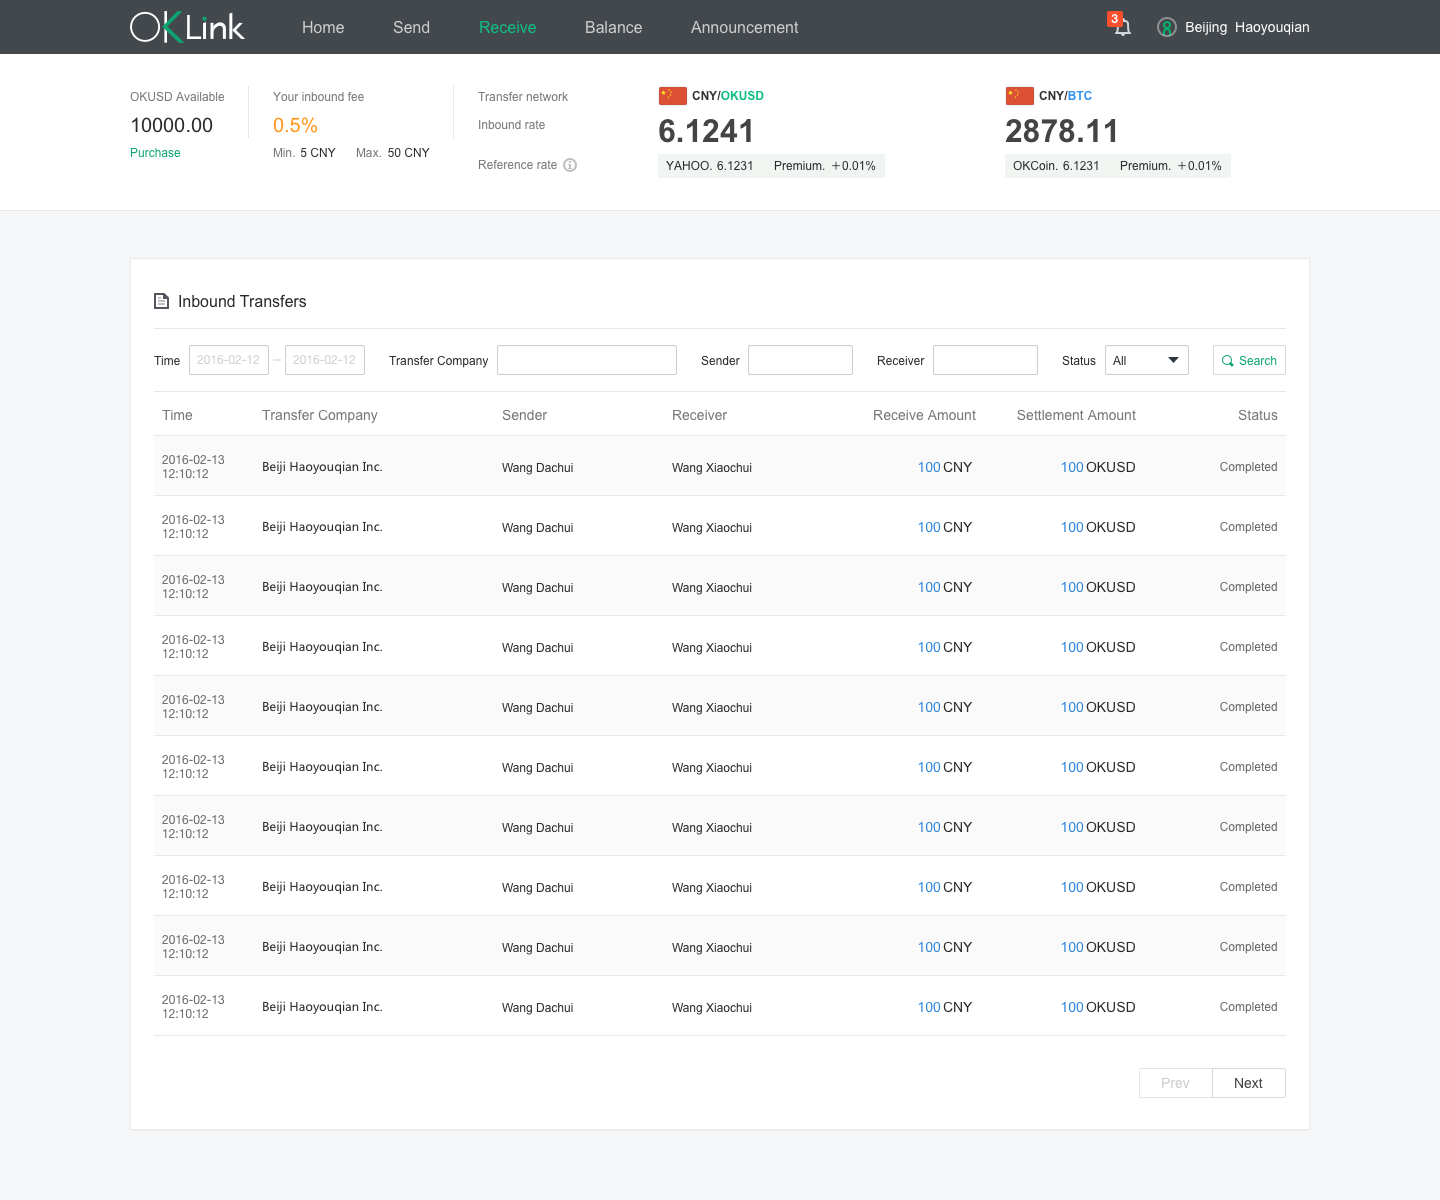 OKLink Home Send Receive Balance Announcement 3 Beijing Haoyouqian
OKUSD Available
10000.00
Purchase
Your inbound fee
0.5%
Min. 5 CNY Max. 50 CNY
Transfer network
Inbound rate
Reference rate
CNY/OKUSD
6.1241
YAHOO. 6.1231 Premium. +0.01%
CNY/BTC
2878.11
OKCoin. 6.1231 Premium. +0.01%
Inbound Transfers
Time 2016-02-12 – 2016-02-12 Transfer Company Sender Receiver Status All Search
Time Transfer Company Sender Receiver Receive Amount Settlement Amount Status
2016-02-13
12:10:12 Beiji Haoyouqian Inc. Wang Dachui Wang Xiaochui 100 CNY 100 OKUSD Completed
2016-02-13
12:10:12 Beiji Haoyouqian Inc. Wang Dachui Wang Xiaochui 100 CNY 100 OKUSD Completed
2016-02-13
12:10:12 Beiji Haoyouqian Inc. Wang Dachui Wang Xiaochui 100 CNY 100 OKUSD Completed
2016-02-13
12:10:12 Beiji Haoyouqian Inc. Wang Dachui Wang Xiaochui 100 CNY 100 OKUSD Completed
2016-02-13
12:10:12 Beiji Haoyouqian Inc. Wang Dachui Wang Xiaochui 100 CNY 100 OKUSD Completed
2016-02-13
12:10:12 Beiji Haoyouqian Inc. Wang Dachui Wang Xiaochui 100 CNY 100 OKUSD Completed
2016-02-13
12:10:12 Beiji Haoyouqian Inc. Wang Dachui Wang Xiaochui 100 CNY 100 OKUSD Completed
2016-02-13
12:10:12 Beiji Haoyouqian Inc. Wang Dachui Wang Xiaochui 100 CNY 100 OKUSD Completed
2016-02-13
12:10:12 Beiji Haoyouqian Inc. Wang Dachui Wang Xiaochui 100 CNY 100 OKUSD Completed
2016-02-13
12:10:12 Beiji Haoyouqian Inc. Wang Dachui Wang Xiaochui 100 CNY 100 OKUSD Completed
Prev Next